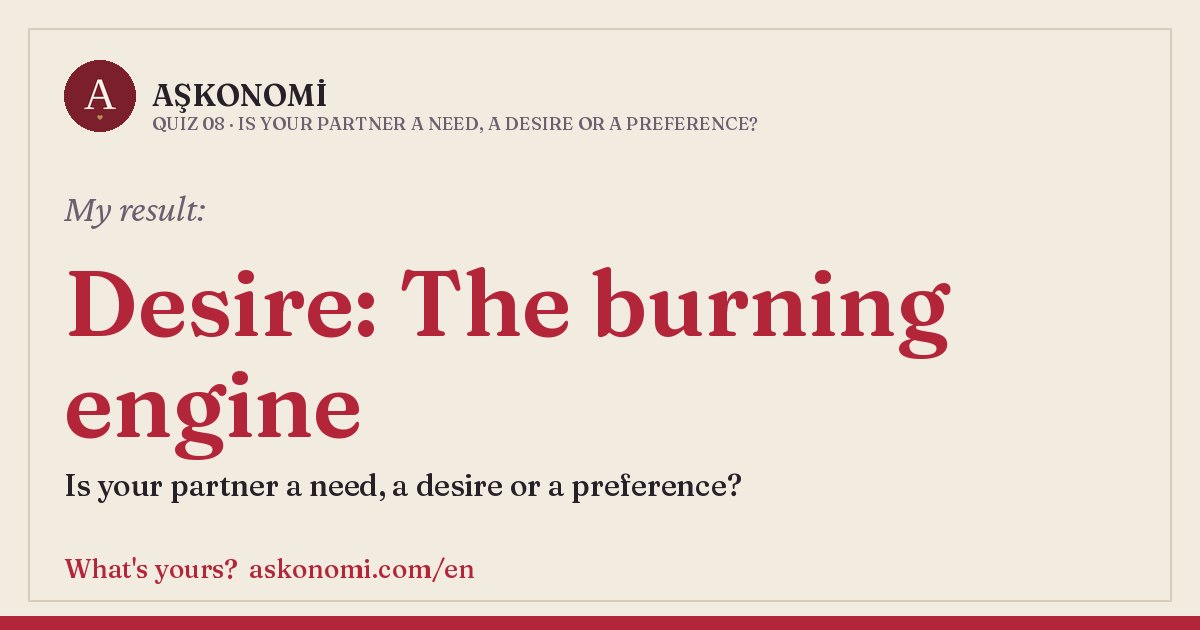 A
AŞKONOMİ
QUIZ 08 · IS YOUR PARTNER A NEED, A DESIRE OR A PREFERENCE?
My result:
Desire: The burning
engine
Is your partner a need, a desire or a preference?
What's yours? askonomi.com/en